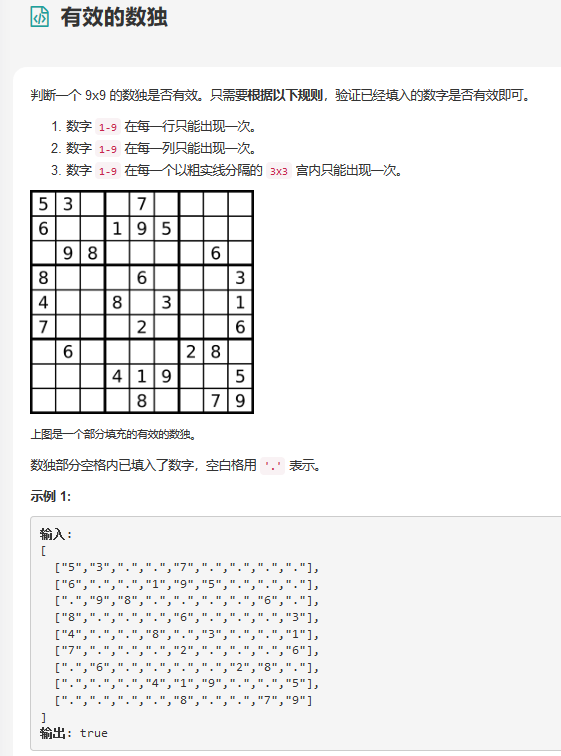 有效的数独
判断一个 9x9 的数独是否有效。只需要根据以下规则，验证已经填入的数字是否有效即可。
1. 数字 1-9 在每一行只能出现一次。
2. 数字 1-9 在每一列只能出现一次。
3. 数字 1-9 在每一个以粗实线分隔的 3x3 宫内只能出现一次。
5 3 7
6 1 9 5
9 8 6
8 6 3
4 8 3 1
7 2 6
6 2 8
4 1 9 5
8 7 9
上图是一个部分填充的有效的数独。
数独部分空格内已填入了数字，空白格用 '.' 表示。
示例 1:
输入:
[
["5","3",".",".","7",".",".",".","."],
["6",".",".","1","9","5",".",".","."],
[".","9","8",".",".",".",".","6","."],
["8",".",".",".","6",".",".",".","3"],
["4",".",".","8",".","3",".",".","1"],
["7",".",".",".","2",".",".",".","6"],
[".","6",".",".",".",".","2","8","."],
[".",".",".","4","1","9",".",".","5"],
[".",".",".",".","8",".",".","7","9"]
]
输出: true